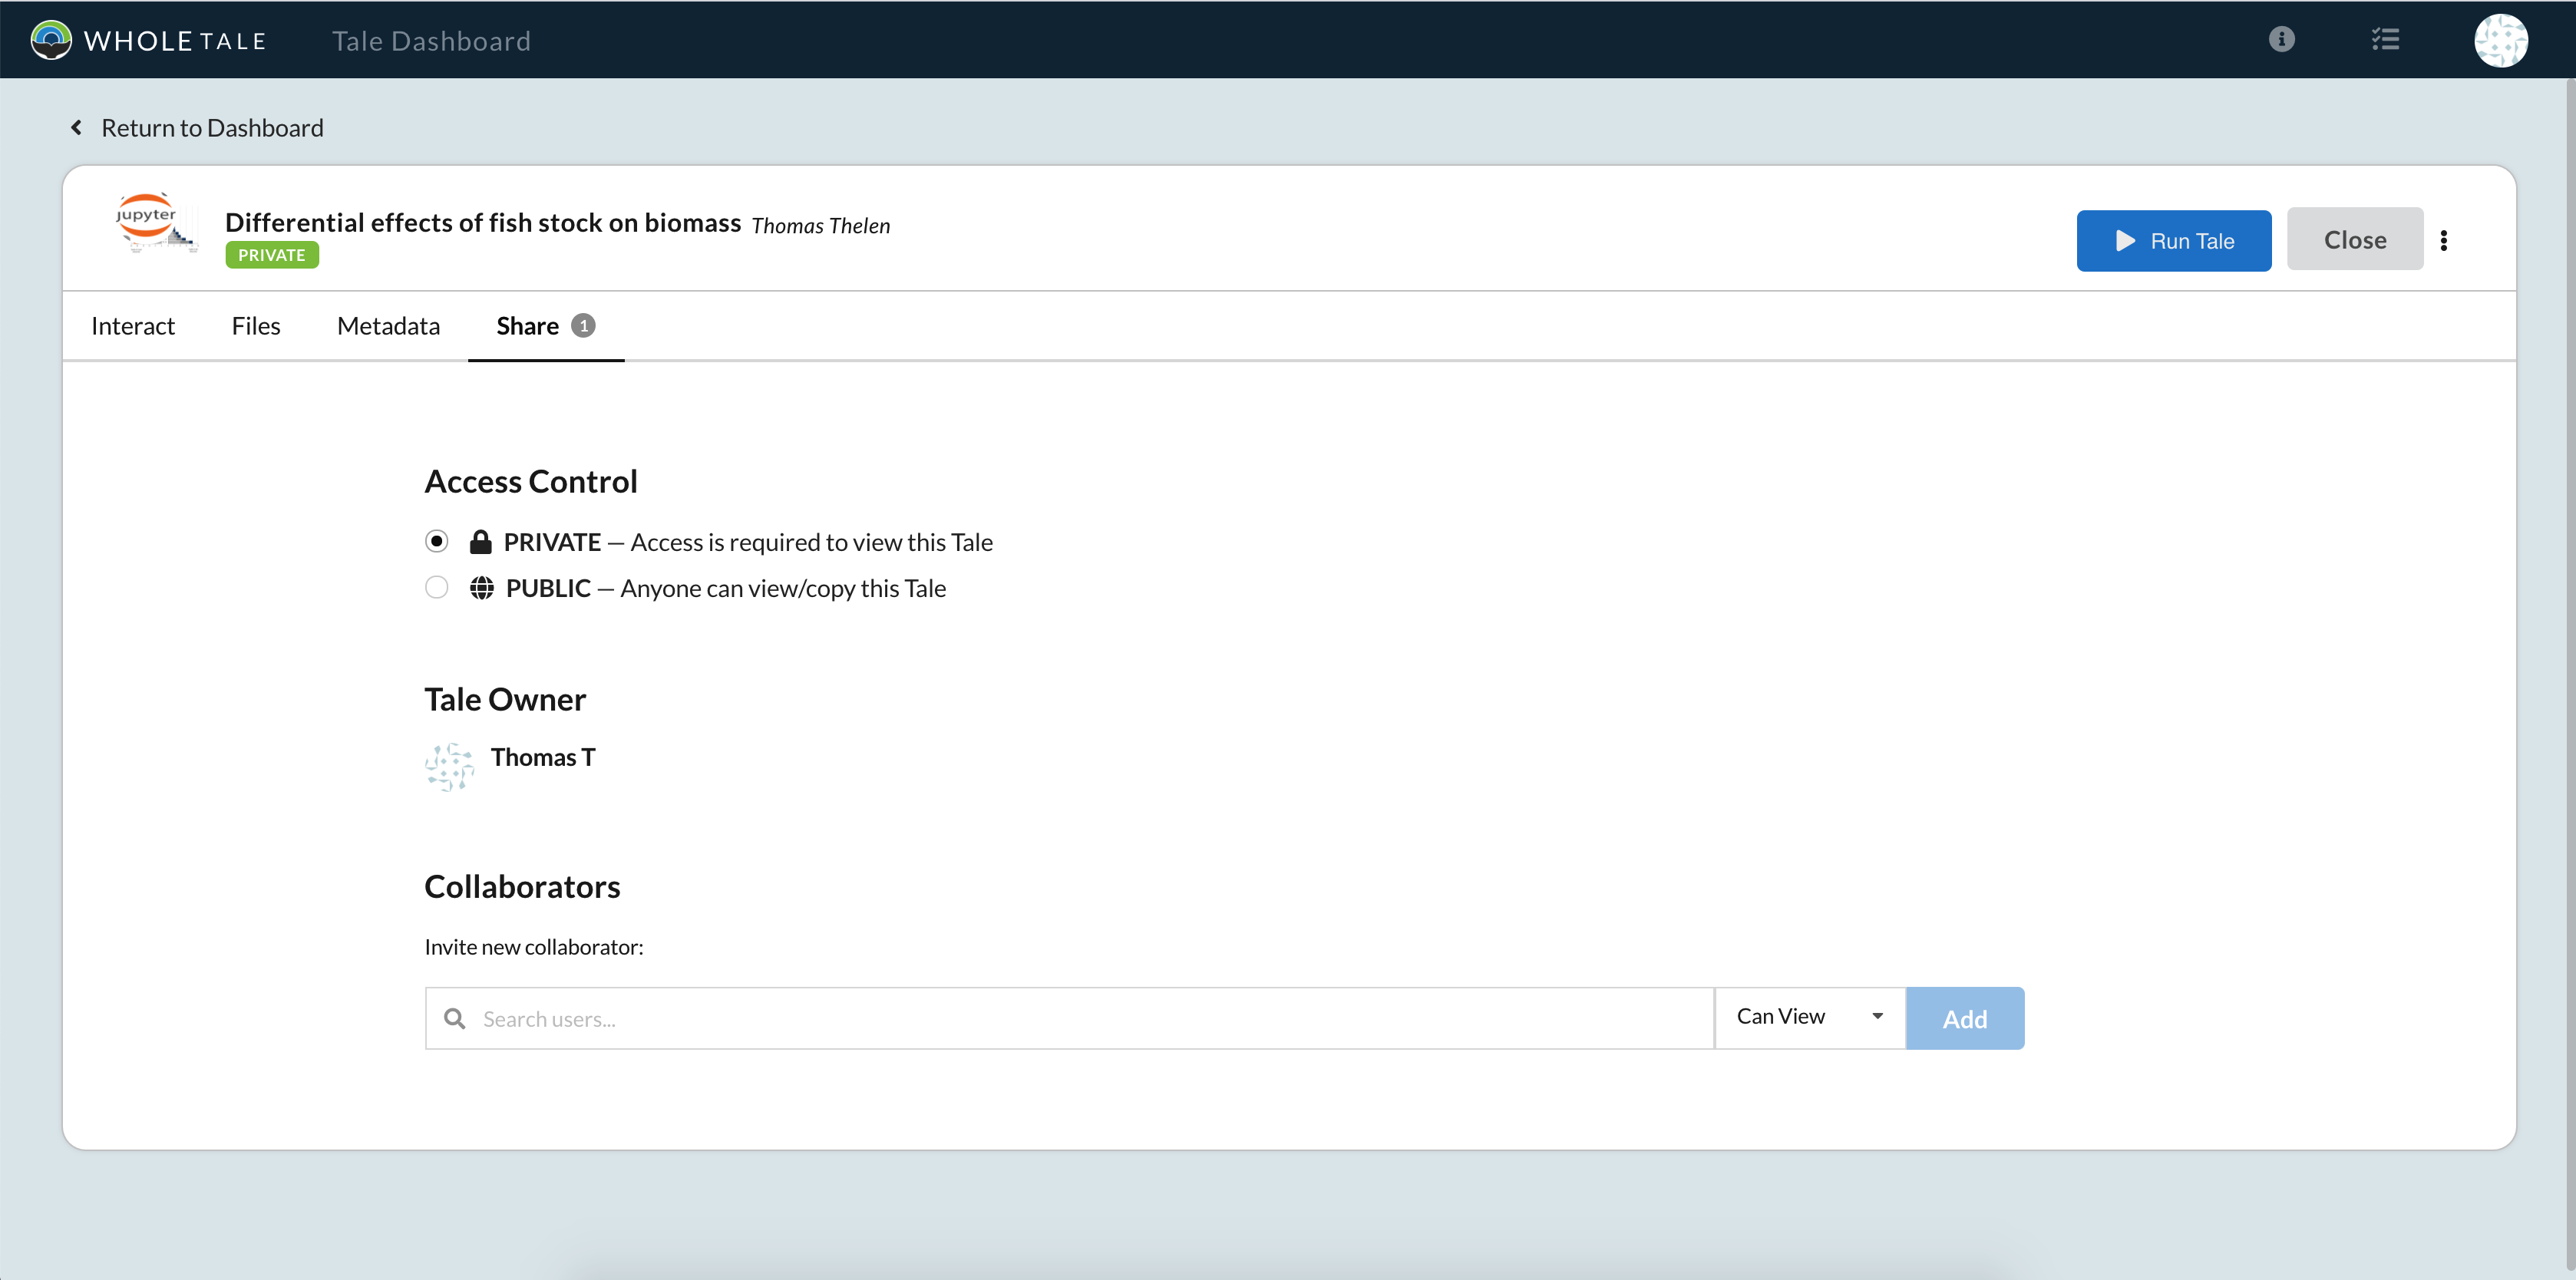 WHOLE TALE Tale Dashboard
Return to Dashboard
jupyter
Differential effects of fish stock on biomass Thomas Thelen
PRIVATE
Run Tale
Close
Interact Files Metadata Share 1
Access Control
PRIVATE — Access is required to view this Tale
PUBLIC — Anyone can view/copy this Tale
Tale Owner
Thomas T
Collaborators
Invite new collaborator:
Search users... Can View Add